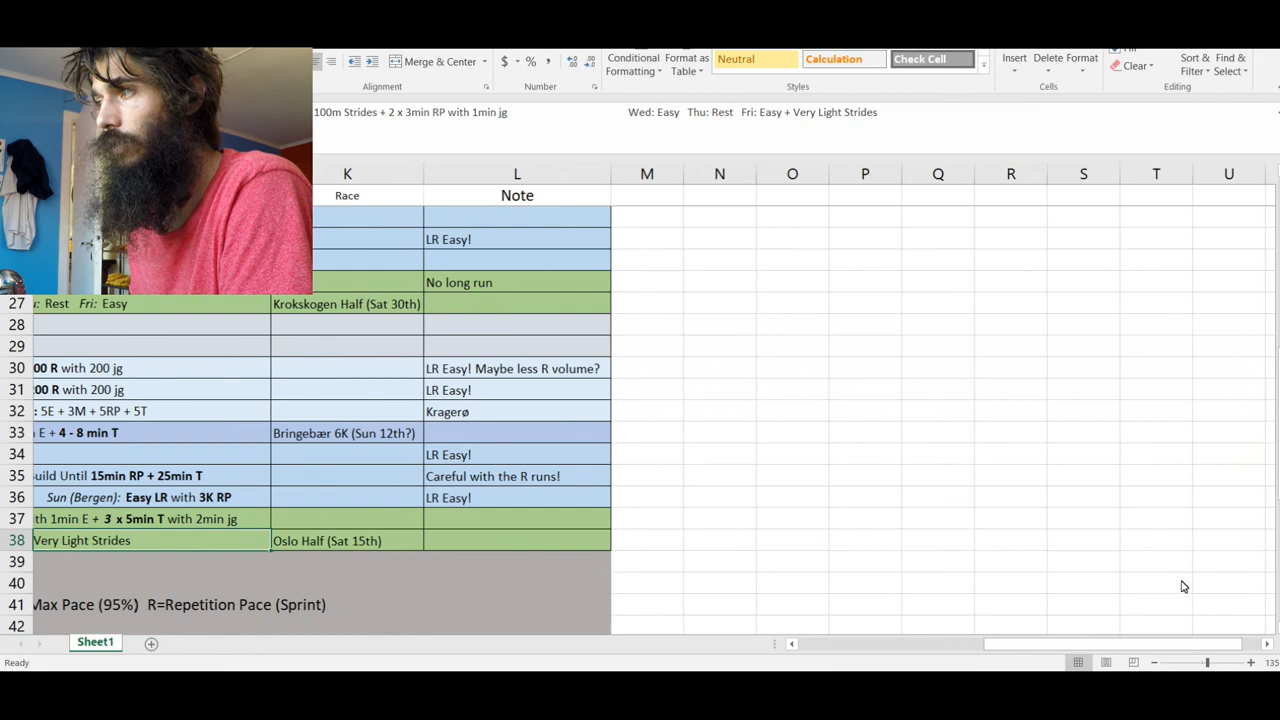 Merge & Center
$ % ,
Conditional Formatting
Format as Table
Neutral
Calculation
Check Cell
Insert Delete Format
Clear
Sort & Filter
Find & Select
Alignment
Number
Styles
Cells
Editing
100m Strides + 2 x 3min RP with 1min jg Wed: Easy Thu: Rest Fri: Easy + Very Light Strides
K L M N O P Q R S T U
Race Note
LR Easy!
No long run
27 Rest Fri: Easy Krokskogen Half (Sat 30th)
28
29
30 00 R with 200 jg LR Easy! Maybe less R volume?
31 200 R with 200 jg LR Easy!
32 : 5E + 3M + 5RP + 5T Kragerø
33 E + 4 - 8 min T Bringebær 6K (Sun 12th?)
34 LR Easy!
35 uild Until 15min RP + 25min T Careful with the R runs!
36 Sun (Bergen): Easy LR with 3K RP LR Easy!
37 th 1min E + 3 x 5min T with 2min jg
38 Very Light Strides Oslo Half (Sat 15th)
39
40
41 Max Pace (95%) R=Repetition Pace (Sprint)
42
Sheet1
Ready
135